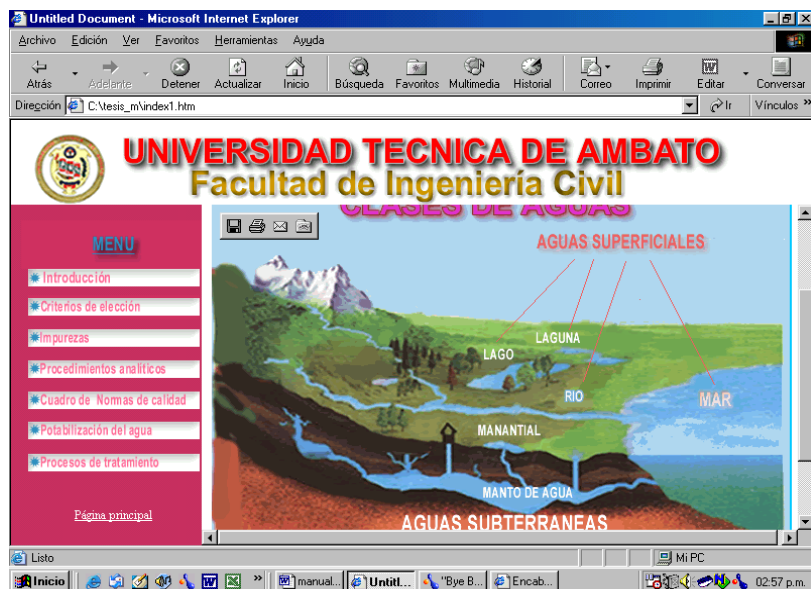 Untitled Document - Microsoft Internet Explorer
Archivo Edición Ver Favoritos Herramientas Ayuda
Atrás Adelante Detener Actualizar Inicio Búsqueda Favoritos Multimedia Historial Correo Imprimir Editar Conversar
Dirección C:\tesis_m\index1.htm Ir Vínculos »
UNIVERSIDAD TECNICA DE AMBATO
Facultad de Ingeniería Civil
MENU
Introducción
Criterios de elección
Impurezas
Procedimientos analíticos
Cuadro de Normas de calidad
Potabilización del agua
Procesos de tratamiento
Página principal
CLASES DE AGUAS
AGUAS SUPERFICIALES
LAGUNA
LAGO
RIO
MAR
MANANTIAL
MANTO DE AGUA
AGUAS SUBTERRANEAS
Listo Mi PC
Inicio » manual... Untitl... "Bye B... Encab... 02:57 p.m.